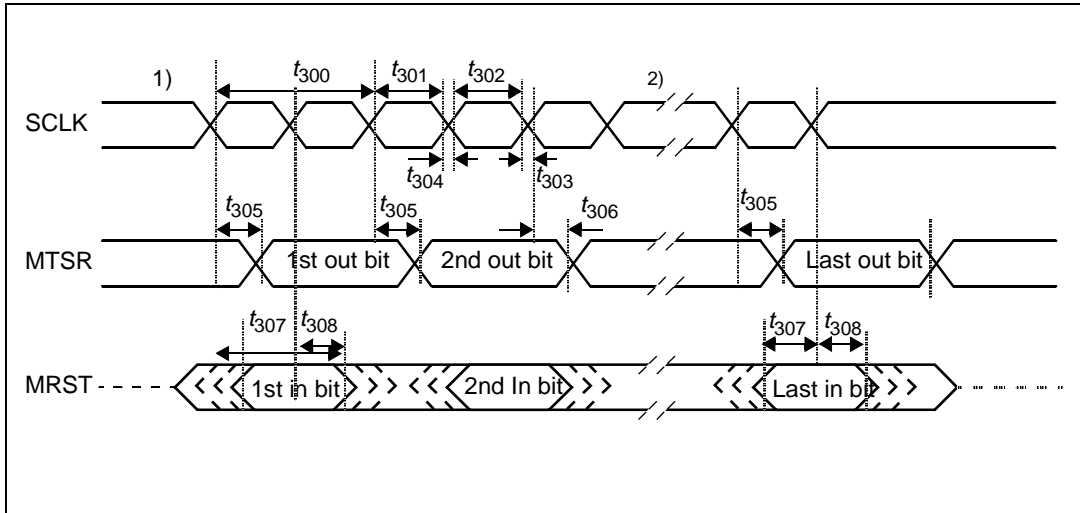 1) t300 t301 t302 2)
SCLK
t304 t303
t305 t305 t306 t305
MTSR 1st out bit 2nd out bit Last out bit
t307 t308 t307 t308
MRST 1st in bit 2nd In bit Last in bit